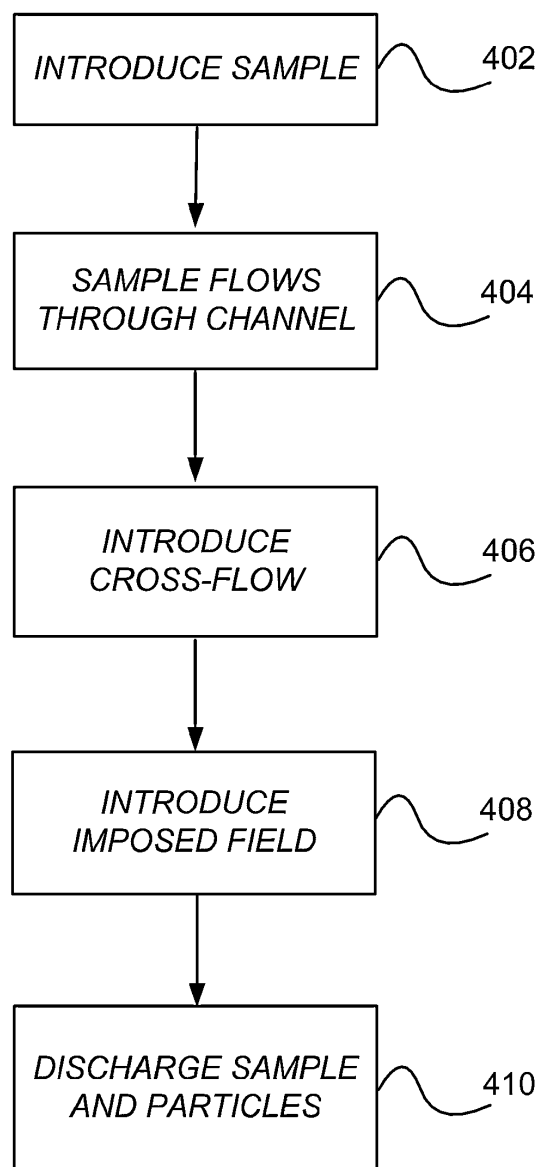 INTRODUCE SAMPLE
402
SAMPLE FLOWS
THROUGH CHANNEL
404
INTRODUCE
CROSS-FLOW
406
INTRODUCE
IMPOSED FIELD
408
DISCHARGE SAMPLE
AND PARTICLES
410